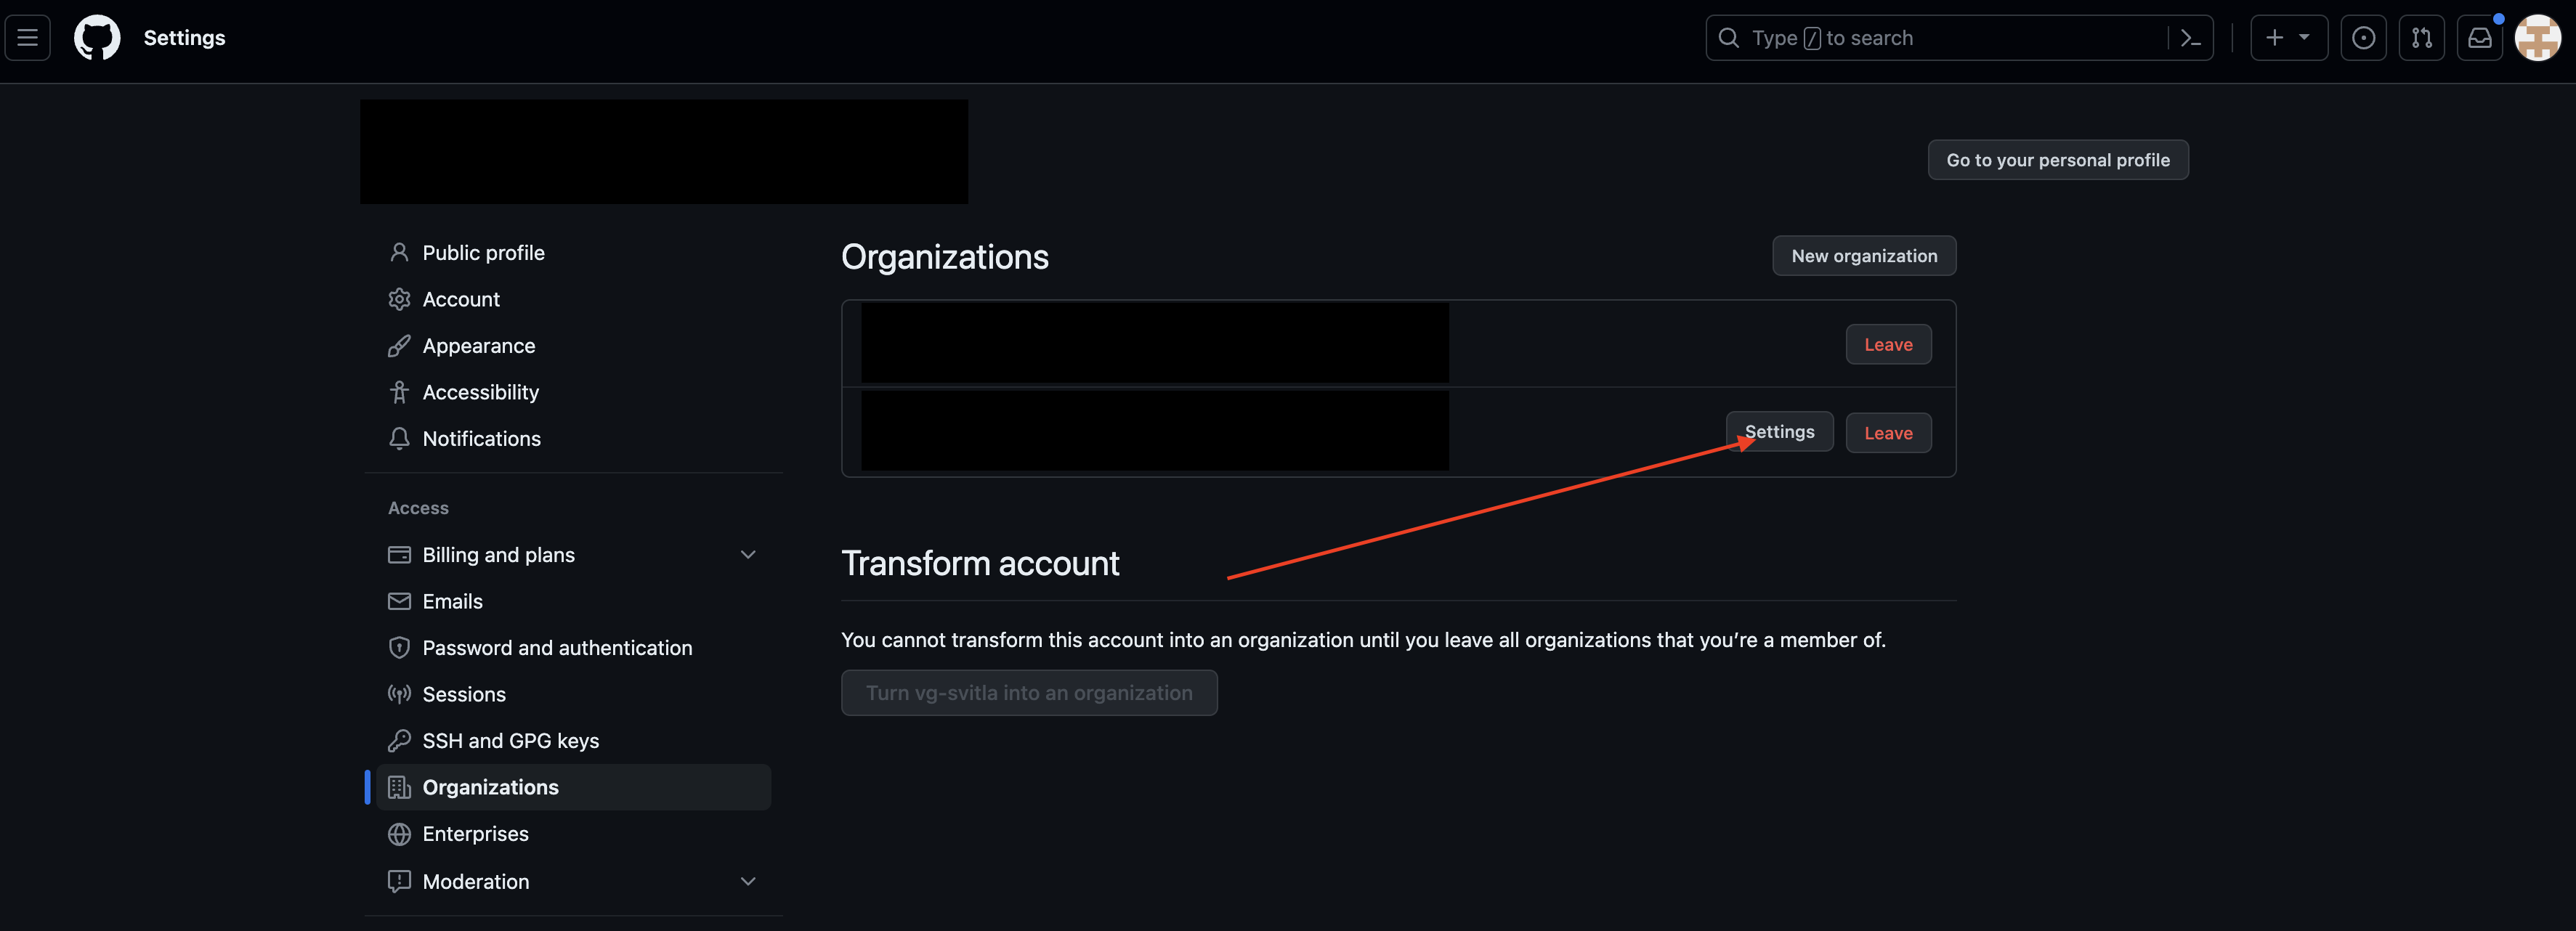 Settings
Type / to search
Go to your personal profile
Public profile
Account
Appearance
Accessibility
Notifications
Access
Billing and plans
Emails
Password and authentication
Sessions
SSH and GPG keys
Organizations
Enterprises
Moderation
Organizations
New organization
Leave
Settings
Leave
Transform account
You cannot transform this account into an organization until you leave all organizations that you’re a member of.
Turn vg-svitla into an organization